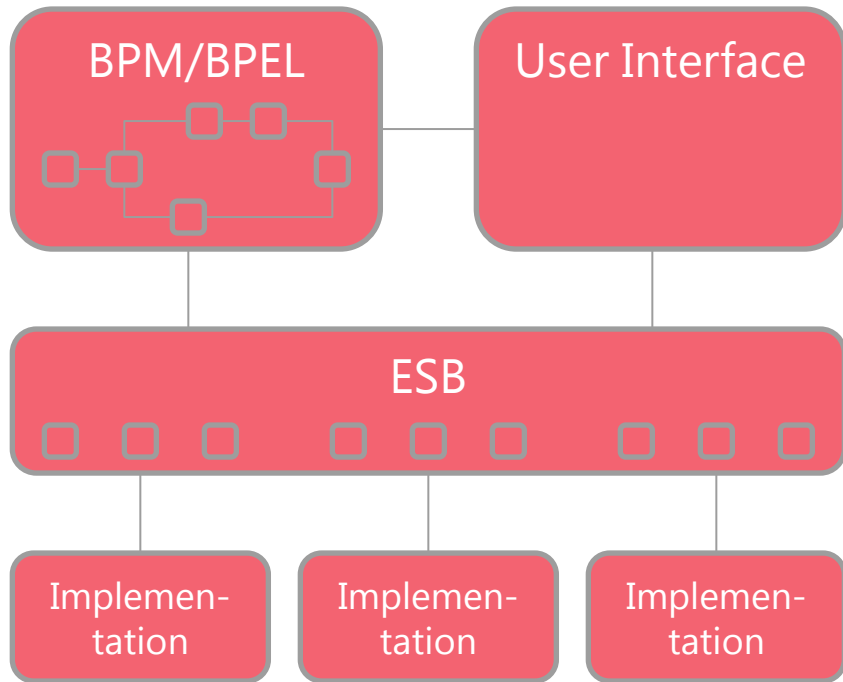 BPM/BPEL
User Interface
ESB
Implemen-
tation
Implemen-
tation
Implemen-
tation